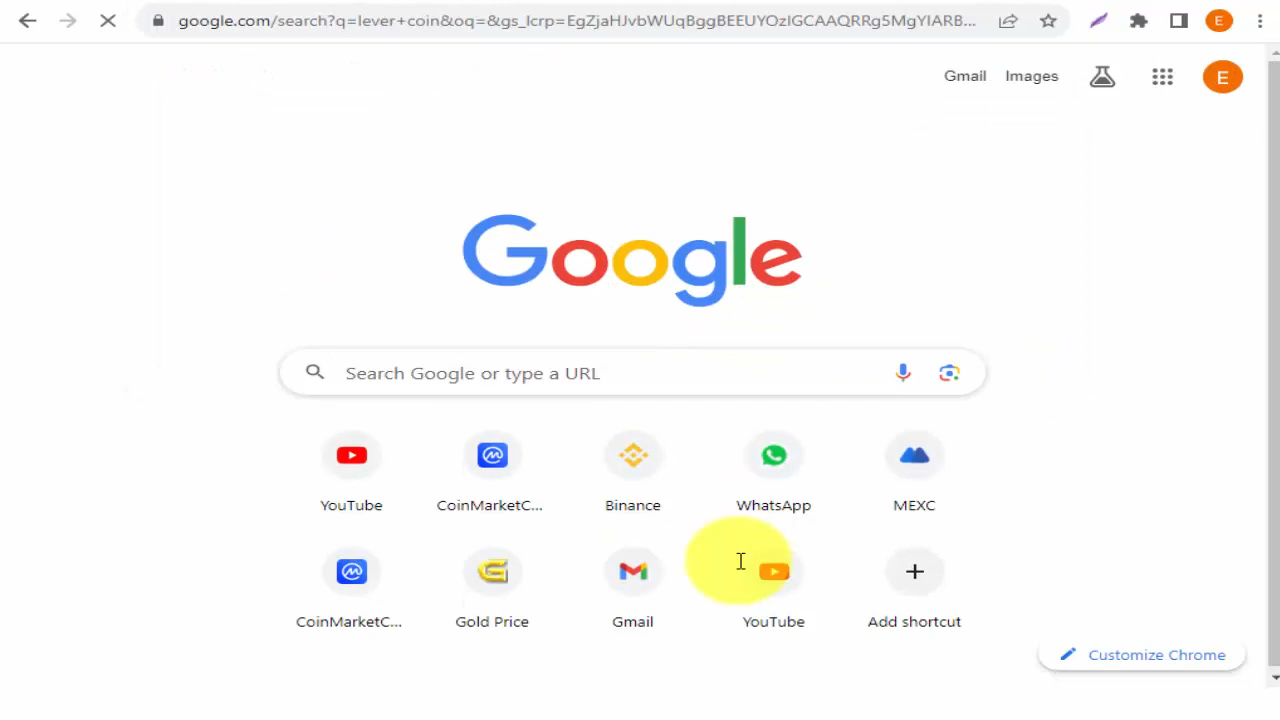 google.com/search?q=lever+coin&oq=&gs_lcrp=EgZjaHJvbWUqBggBEEUYOzIGCAAQRRg5MgYIARB... E
Gmail Images E
Google
Search Google or type a URL
YouTube CoinMarketC... Binance WhatsApp MEXC
CoinMarketC... Gold Price Gmail YouTube Add shortcut
Customize Chrome